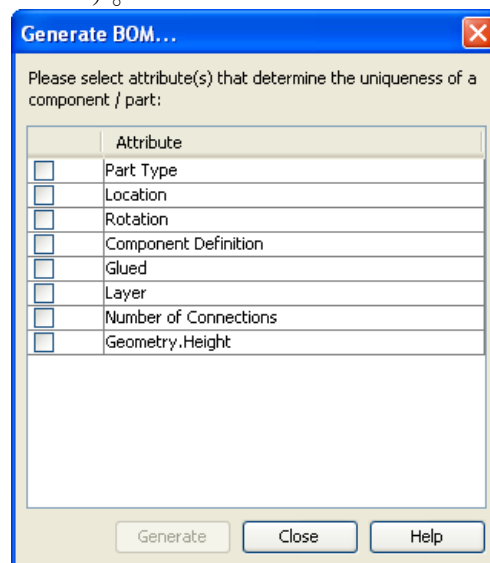 Generate BOM...
Please select attribute(s) that determine the uniqueness of a
component / part:
Attribute
Part Type
Location
Rotation
Component Definition
Glued
Layer
Number of Connections
Geometry.Height
Generate Close Help